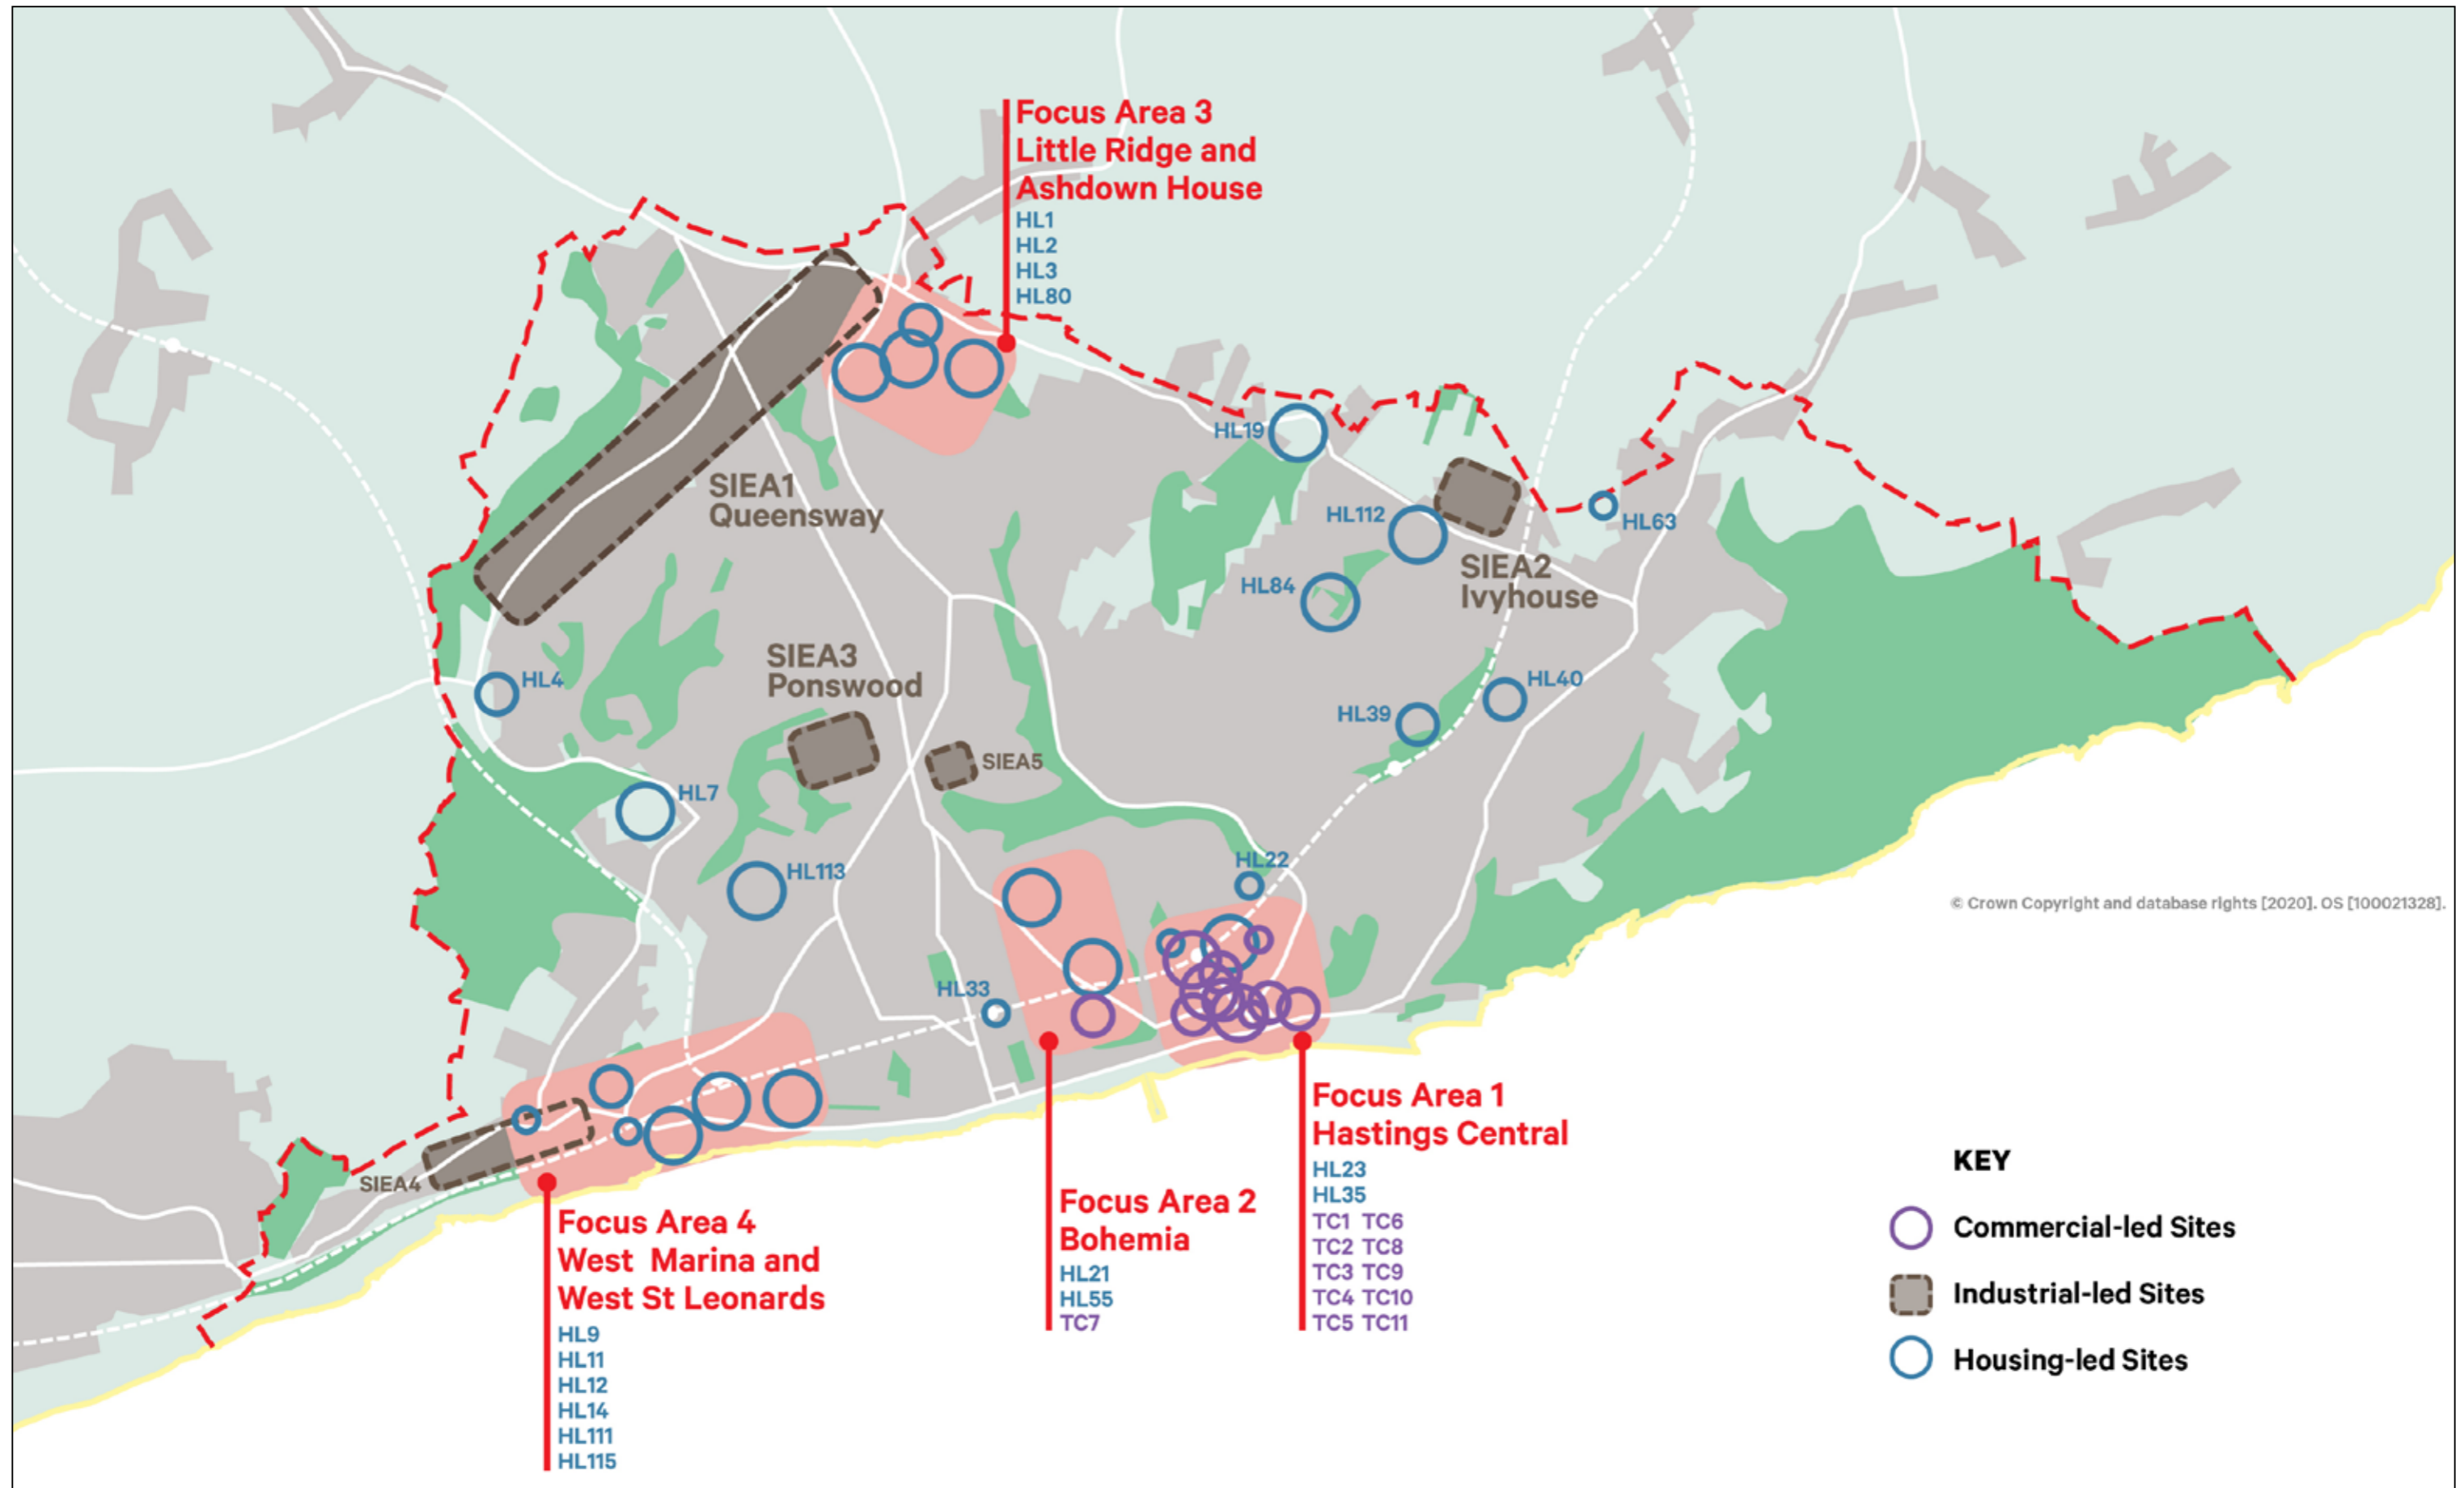 Focus Area 3
Little Ridge and
Ashdown House
HL1
HL2
HL3
HL80
HL19
SIEA1
Queensway
HL112
HL63
SIEA2
Ivyhouse
HL84
SIEA3
Ponswood
HL4
HL40
HL39
SIEA5
HL7
HL113
HL22
© Crown Copyright and database rights [2020]. OS [100021328].
HL33
SIEA4
Focus Area 1
Hastings Central
HL23
HL35
TC1 TC6
TC2 TC8
TC3 TC9
TC4 TC10
TC5 TC11
Focus Area 2
Bohemia
HL21
HL55
TC7
Focus Area 4
West Marina and
West St Leonards
HL9
HL11
HL12
HL14
HL111
HL115
KEY
Commercial-led Sites
Industrial-led Sites
Housing-led Sites